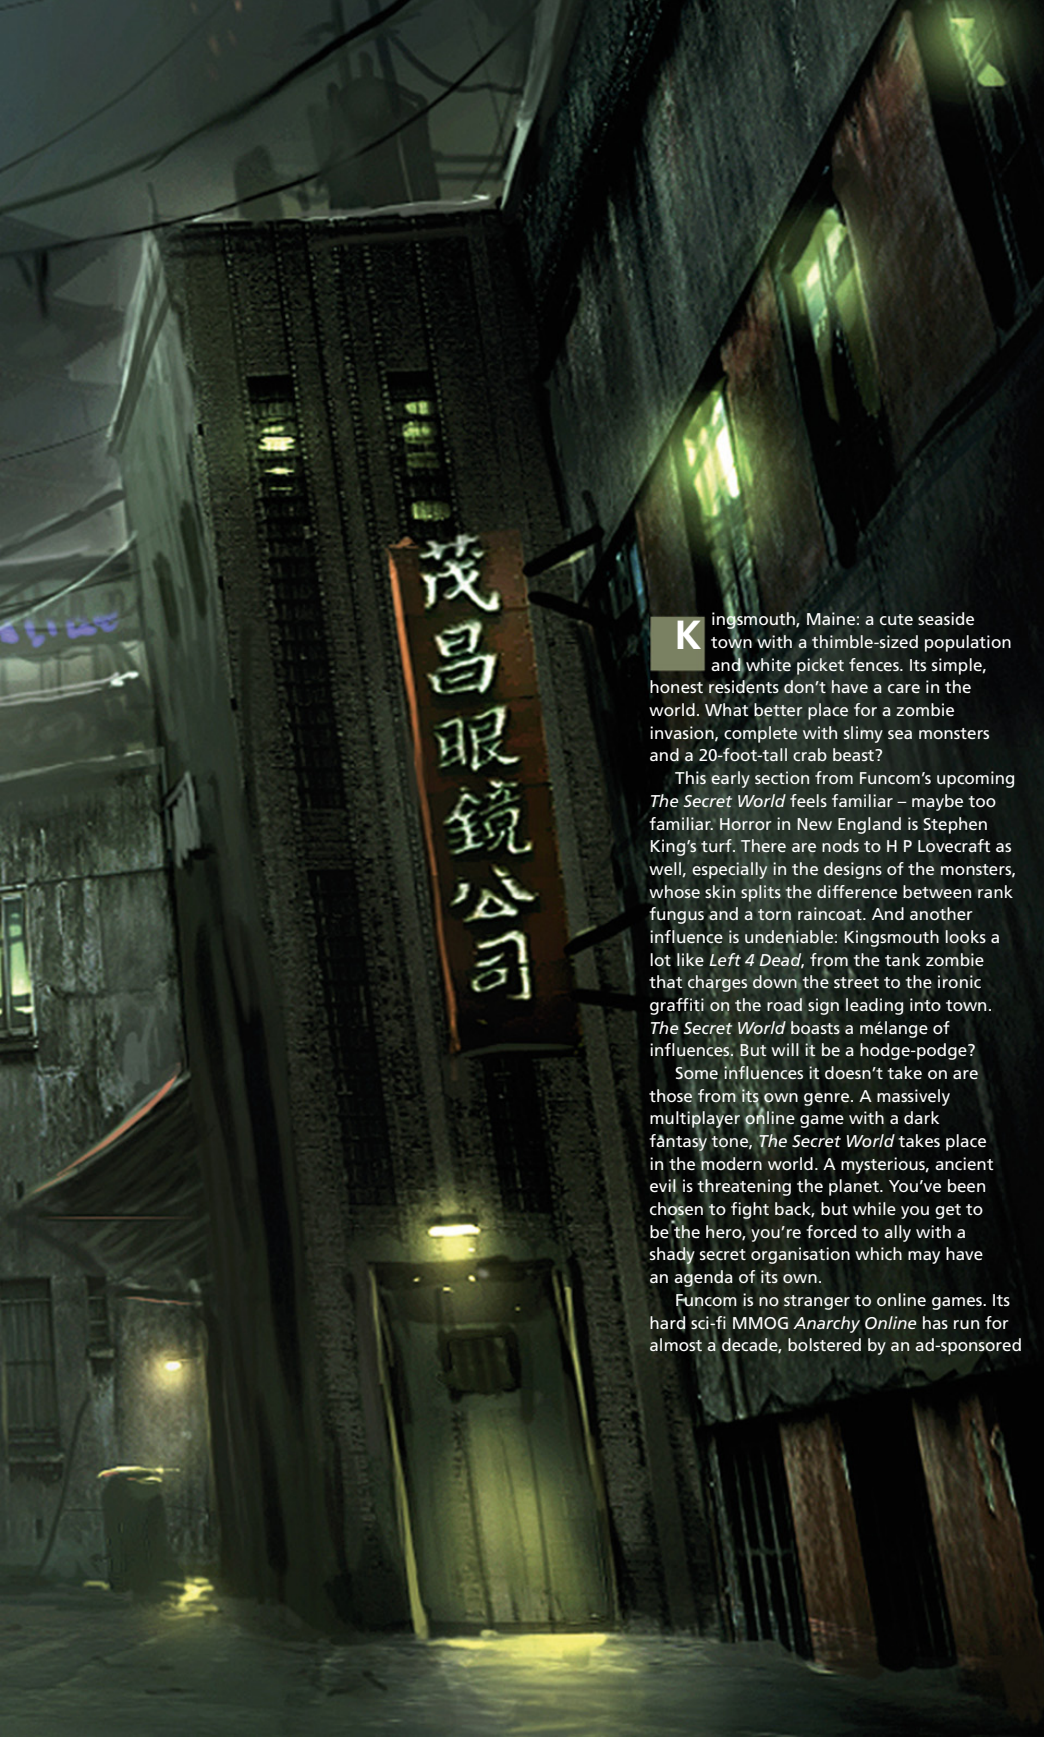 茂昌眼鏡公司
Kingsmouth, Maine: a cute seaside
town with a thimble-sized population
and white picket fences. Its simple,
honest residents don’t have a care in the
world. What better place for a zombie
invasion, complete with slimy sea monsters
and a 20-foot-tall crab beast?
This early section from Funcom’s upcoming
The Secret World feels familiar – maybe too
familiar. Horror in New England is Stephen
King’s turf. There are nods to H P Lovecraft as
well, especially in the designs of the monsters,
whose skin splits the difference between rank
fungus and a torn raincoat. And another
influence is undeniable: Kingsmouth looks a
lot like Left 4 Dead, from the tank zombie
that charges down the street to the ironic
graffiti on the road sign leading into town.
The Secret World boasts a mélange of
influences. But will it be a hodge-podge?
Some influences it doesn’t take on are
those from its own genre. A massively
multiplayer online game with a dark
fantasy tone, The Secret World takes place
in the modern world. A mysterious, ancient
evil is threatening the planet. You’ve been
chosen to fight back, but while you get to
be the hero, you’re forced to ally with a
shady secret organisation which may have
an agenda of its own.
Funcom is no stranger to online games. Its
hard sci-fi MMOG Anarchy Online has run for
almost a decade, bolstered by an ad-sponsored